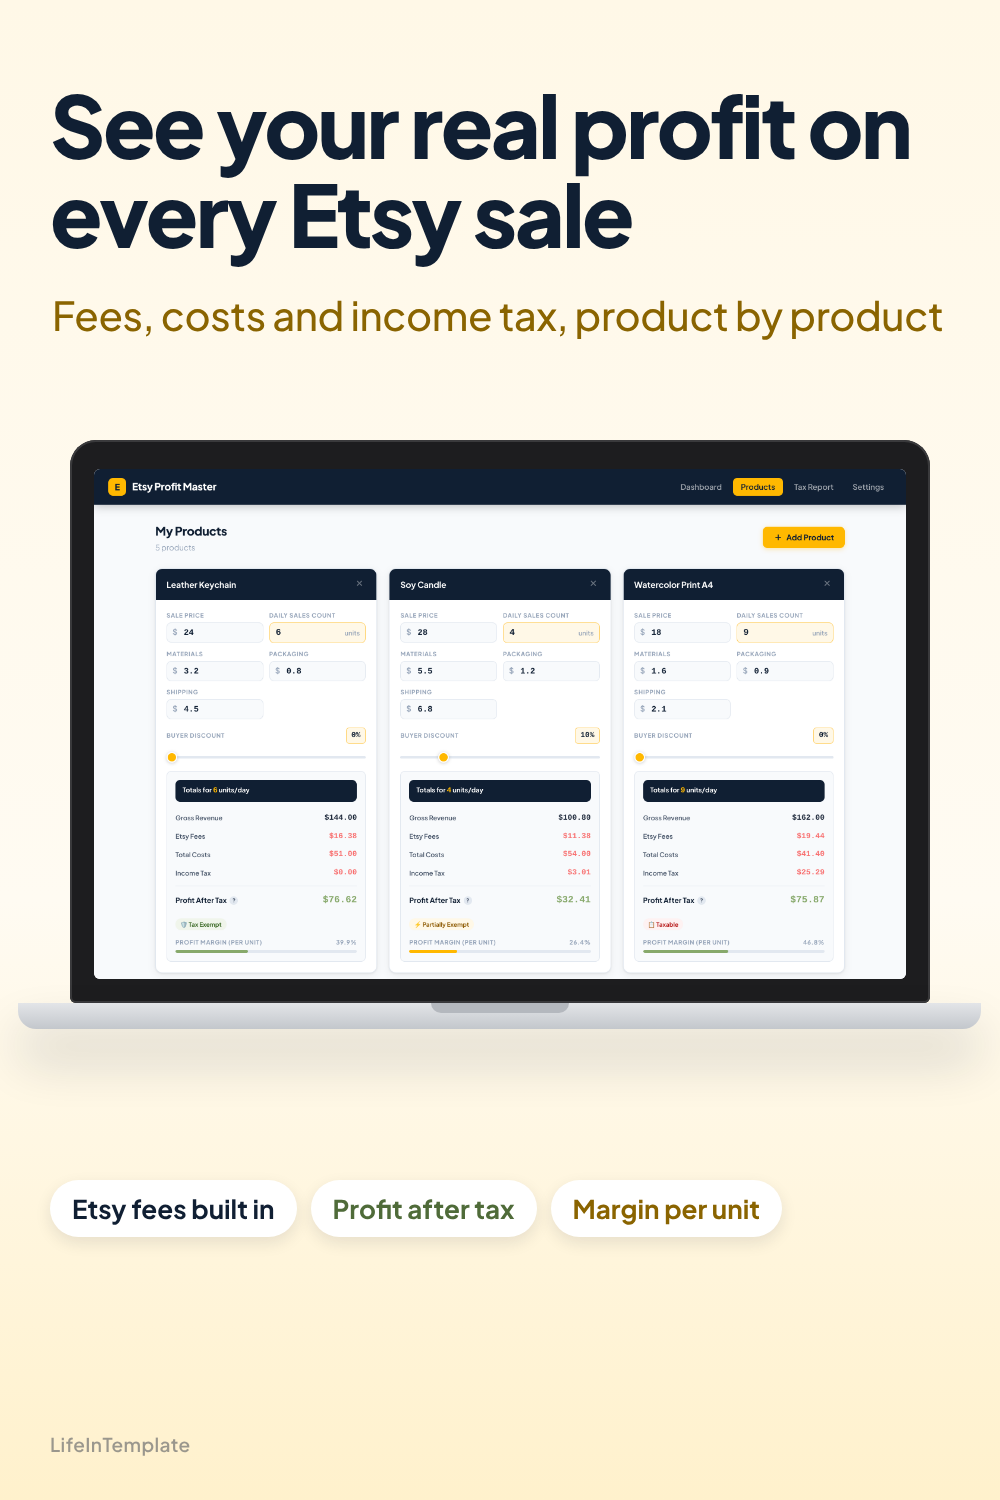 See your real profit on
every Etsy sale
Fees, costs and income tax, product by product
E Etsy Profit Master Dashboard Products Tax Report Settings
My Products
5 products
+ Add Product
Leather Keychain ×
SALE PRICE DAILY SALES COUNT
$ 24 6 units
MATERIALS PACKAGING
$ 3.2 $ 0.8
SHIPPING
$ 4.5
BUYER DISCOUNT 0%
Totals for 6 units/day
Gross Revenue $144.00
Etsy Fees $16.38
Total Costs $51.00
Income Tax $0.00
Profit After Tax ? $76.62
Tax Exempt
PROFIT MARGIN (PER UNIT) 39.9%
Soy Candle ×
SALE PRICE DAILY SALES COUNT
$ 28 4 units
MATERIALS PACKAGING
$ 5.5 $ 1.2
SHIPPING
$ 6.8
BUYER DISCOUNT 10%
Totals for 4 units/day
Gross Revenue $100.80
Etsy Fees $11.38
Total Costs $54.00
Income Tax $3.01
Profit After Tax ? $32.41
⚡ Partially Exempt
PROFIT MARGIN (PER UNIT) 26.4%
Watercolor Print A4 ×
SALE PRICE DAILY SALES COUNT
$ 18 9 units
MATERIALS PACKAGING
$ 1.6 $ 0.9
SHIPPING
$ 2.1
BUYER DISCOUNT 0%
Totals for 9 units/day
Gross Revenue $162.00
Etsy Fees $19.44
Total Costs $41.40
Income Tax $25.29
Profit After Tax ? $75.87
Taxable
PROFIT MARGIN (PER UNIT) 46.8%
Etsy fees built in
Profit after tax
Margin per unit
LifeInTemplate